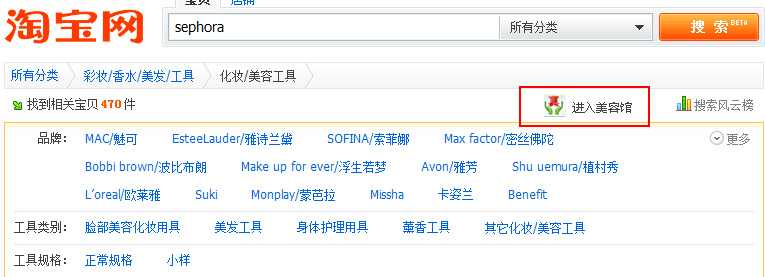 宝贝 店铺
淘宝网 sephora 所有分类 搜索 BETA
所有分类 彩妆/香水/美发/工具 化妆/美容工具
找到相关宝贝 470 件 进入美容馆 搜索风云榜
品牌: MAC/魅可 EsteeLauder/雅诗兰黛 SOFINA/索菲娜 Max factor/密丝佛陀 更多
Bobbi brown/波比布朗 Make up for ever/浮生若梦 Avon/雅芳 Shu uemura/植村秀
L'oreal/欧莱雅 Suki Monplay/蒙芭拉 Missha 卡姿兰 Benefit
工具类别: 脸部美容化妆用具 美发工具 身体护理用具 薰香工具 其它化妆/美容工具
工具规格: 正常规格 小样